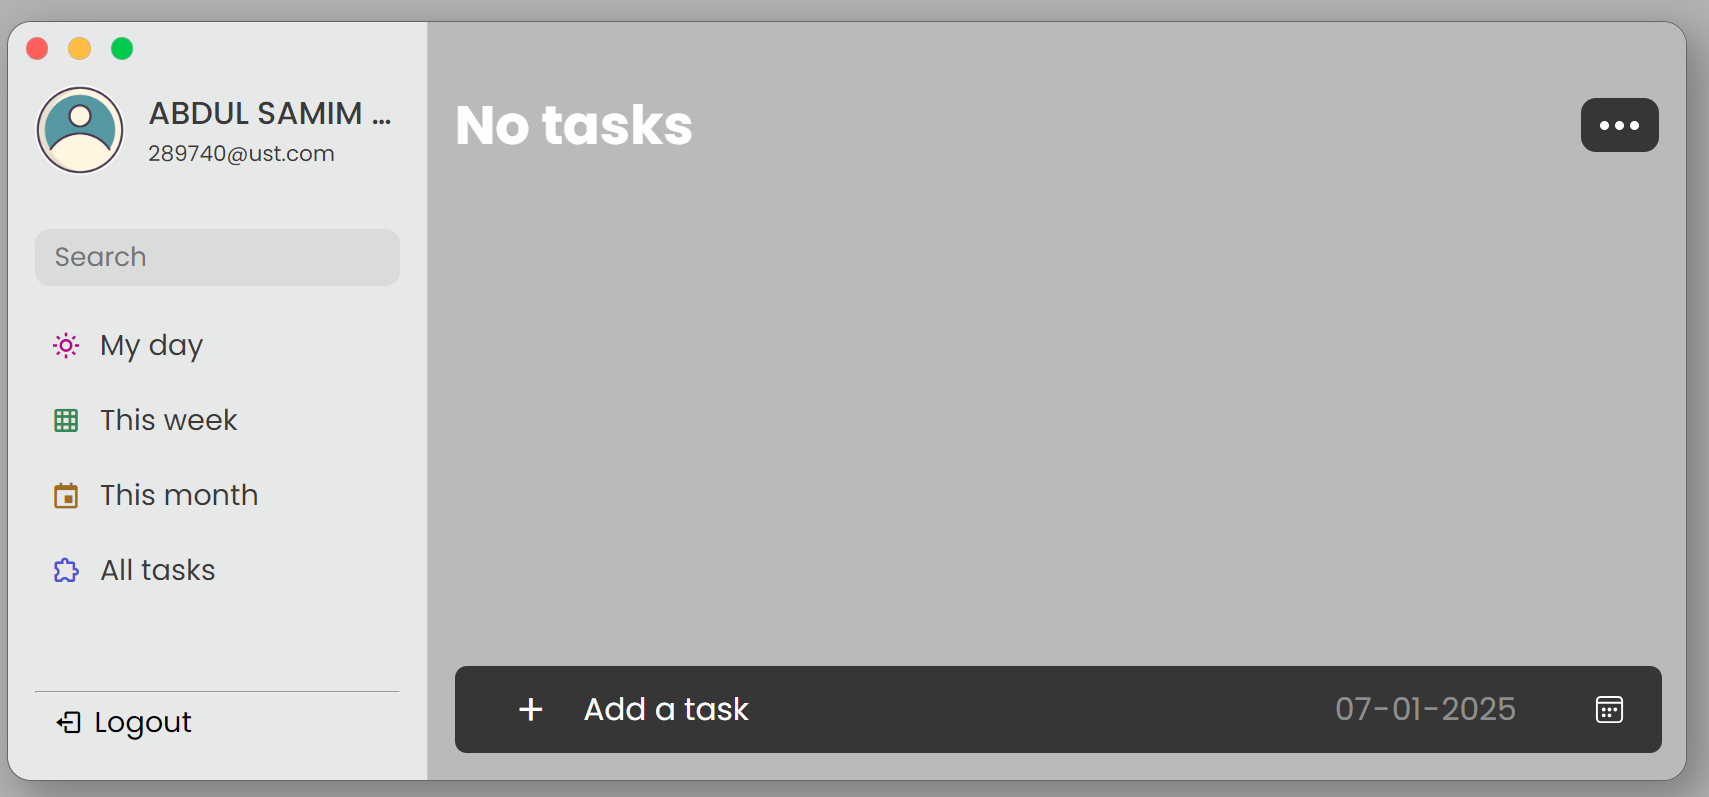 ABDUL SAMIM ...
289740@ust.com
Search
My day
This week
This month
All tasks
Logout
No tasks
Add a task
07-01-2025